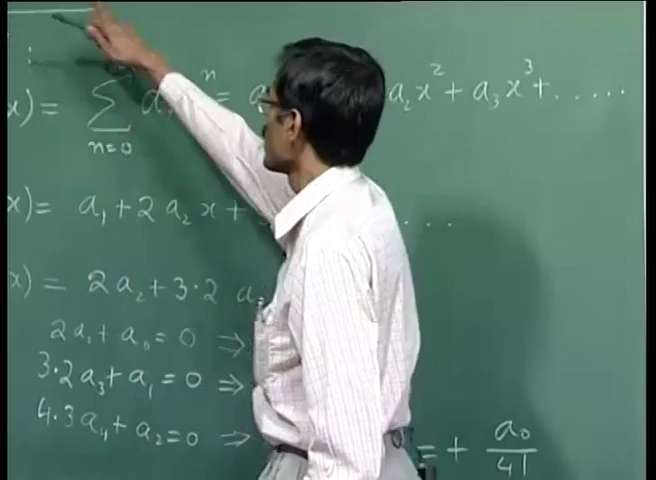 x) = ∑ n=0 a n = a a₂x² + a₃x³ + ......
x) = a₁ + 2a₂x + ....
x) = 2a₂ + 3·2 a
2a₂ + a₀ = 0 ⇒
3·2a₃ + a₁ = 0 ⇒
4·3a₄ + a₂ = 0 ⇒ = + a₀/4!